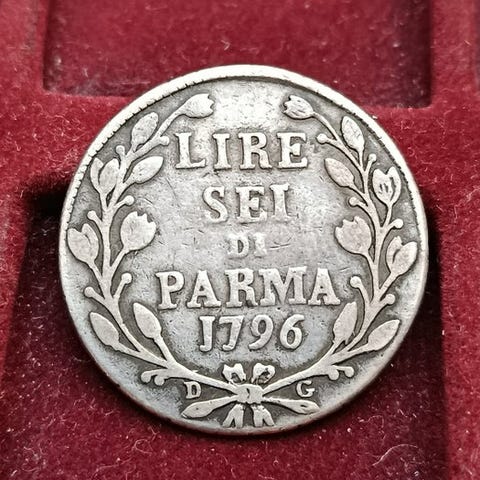 LIRE
SEI
DI
PARMA
1796
D G